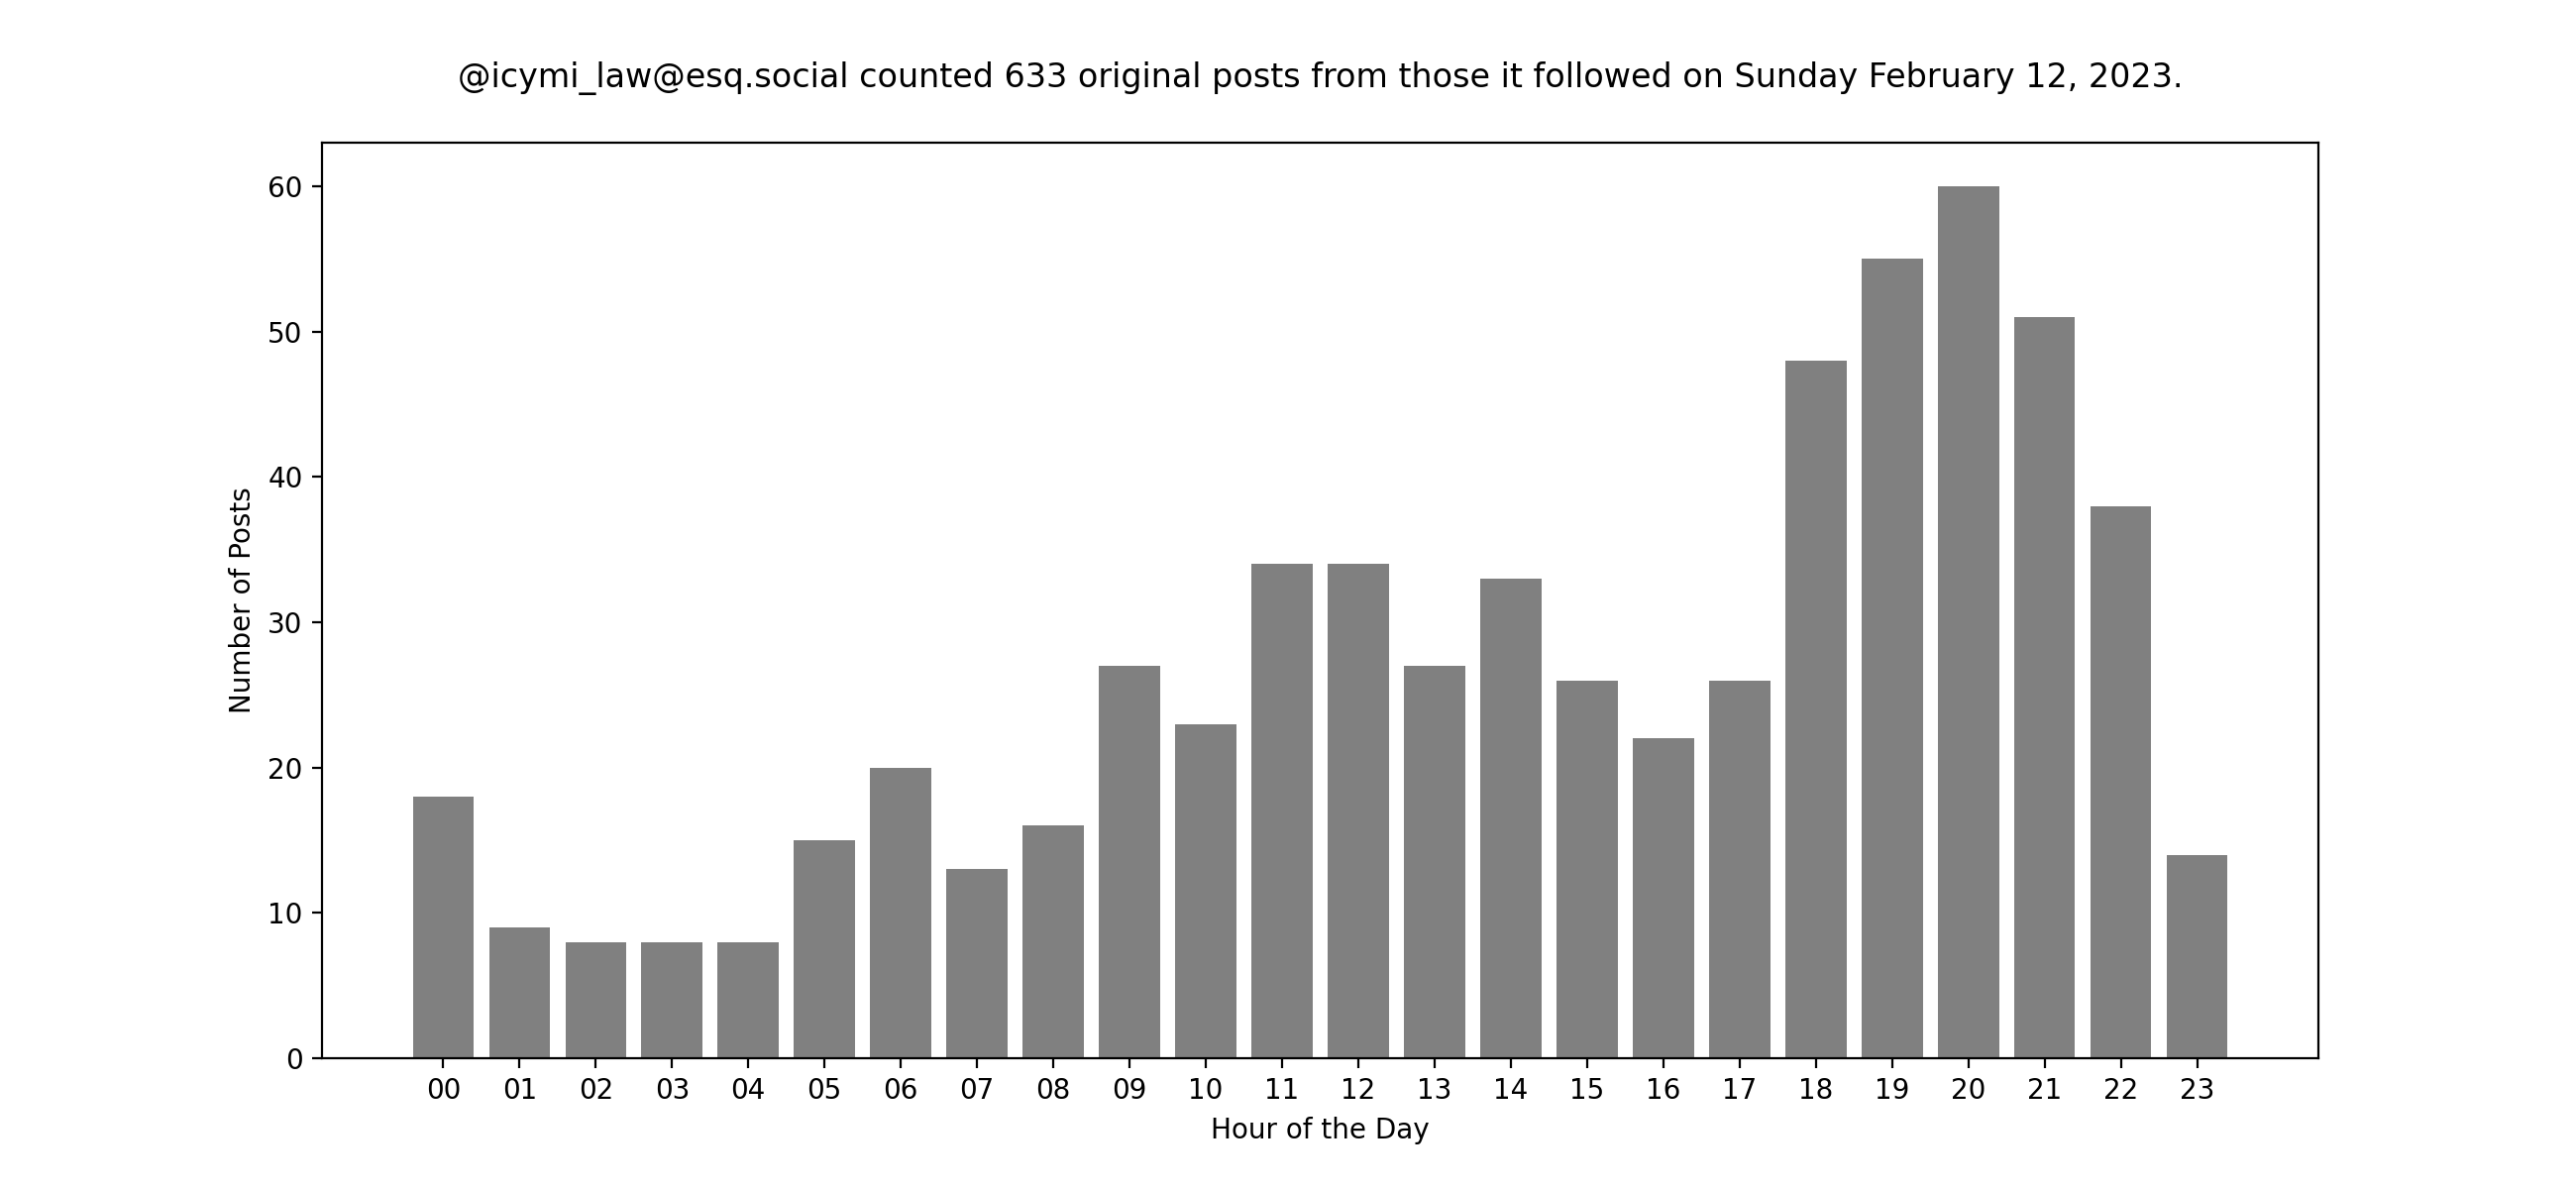 @icymi_law@esq.social counted 633 original posts from those it followed on Sunday February 12, 2023.
60
50
40
30
20
10
0
Number of Posts
00 01 02 03 04 05 06 07 08 09 10 11 12 13 14 15 16 17 18 19 20 21 22 23
Hour of the Day